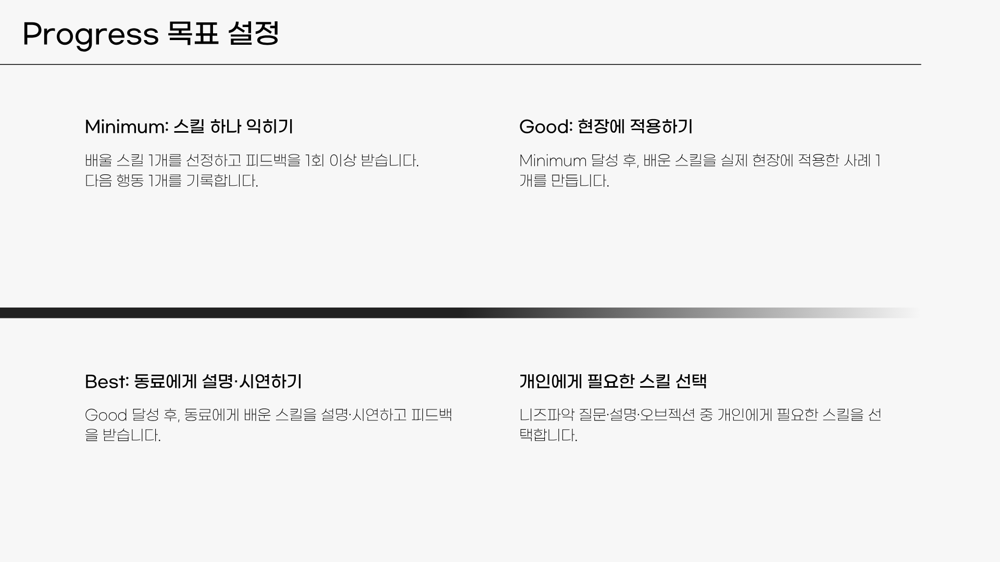 Progress 목표 설정
Minimum: 스킬 하나 익히기
배울 스킬 1개를 선정하고 피드백을 1회 이상 받습니다.
다음 행동 1개를 기록합니다.
Good: 현장에 적용하기
Minimum 달성 후, 배운 스킬을 실제 현장에 적용한 사례 1
개를 만듭니다.
Best: 동료에게 설명·시연하기
Good 달성 후, 동료에게 배운 스킬을 설명·시연하고 피드백
을 받습니다.
개인에게 필요한 스킬 선택
니즈파악 질문·설명·오브젝션 중 개인에게 필요한 스킬을 선
택합니다.